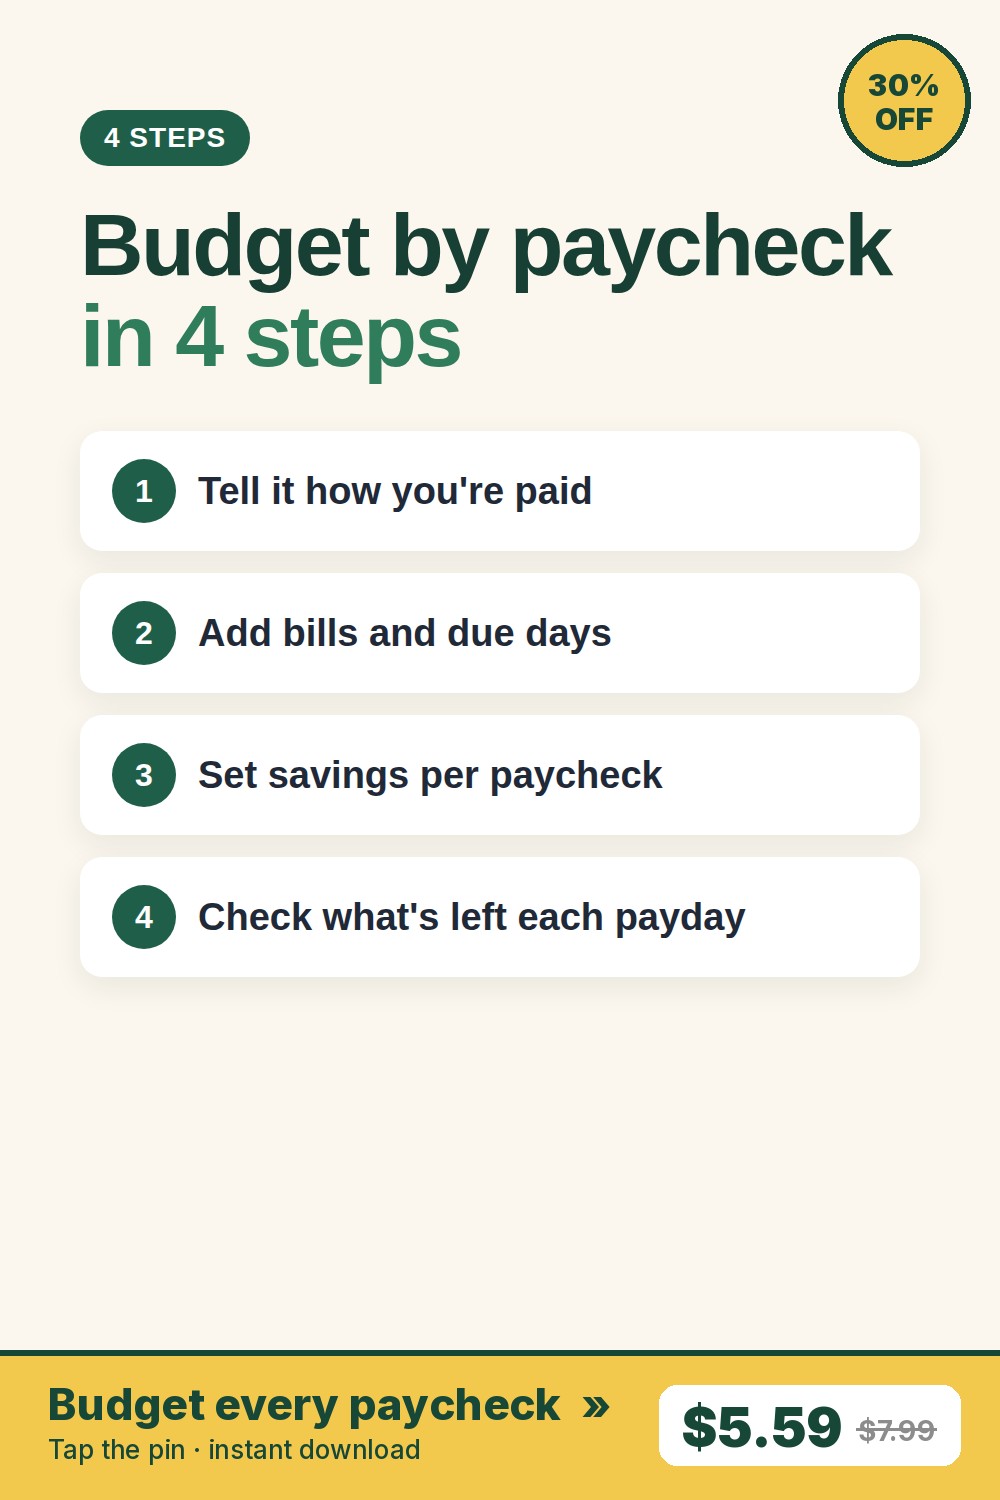 30%
OFF
4 STEPS
Budget by paycheck
in 4 steps
1 Tell it how you're paid
2 Add bills and due days
3 Set savings per paycheck
4 Check what's left each payday
Budget every paycheck »
Tap the pin · instant download
$5.59 $7.99